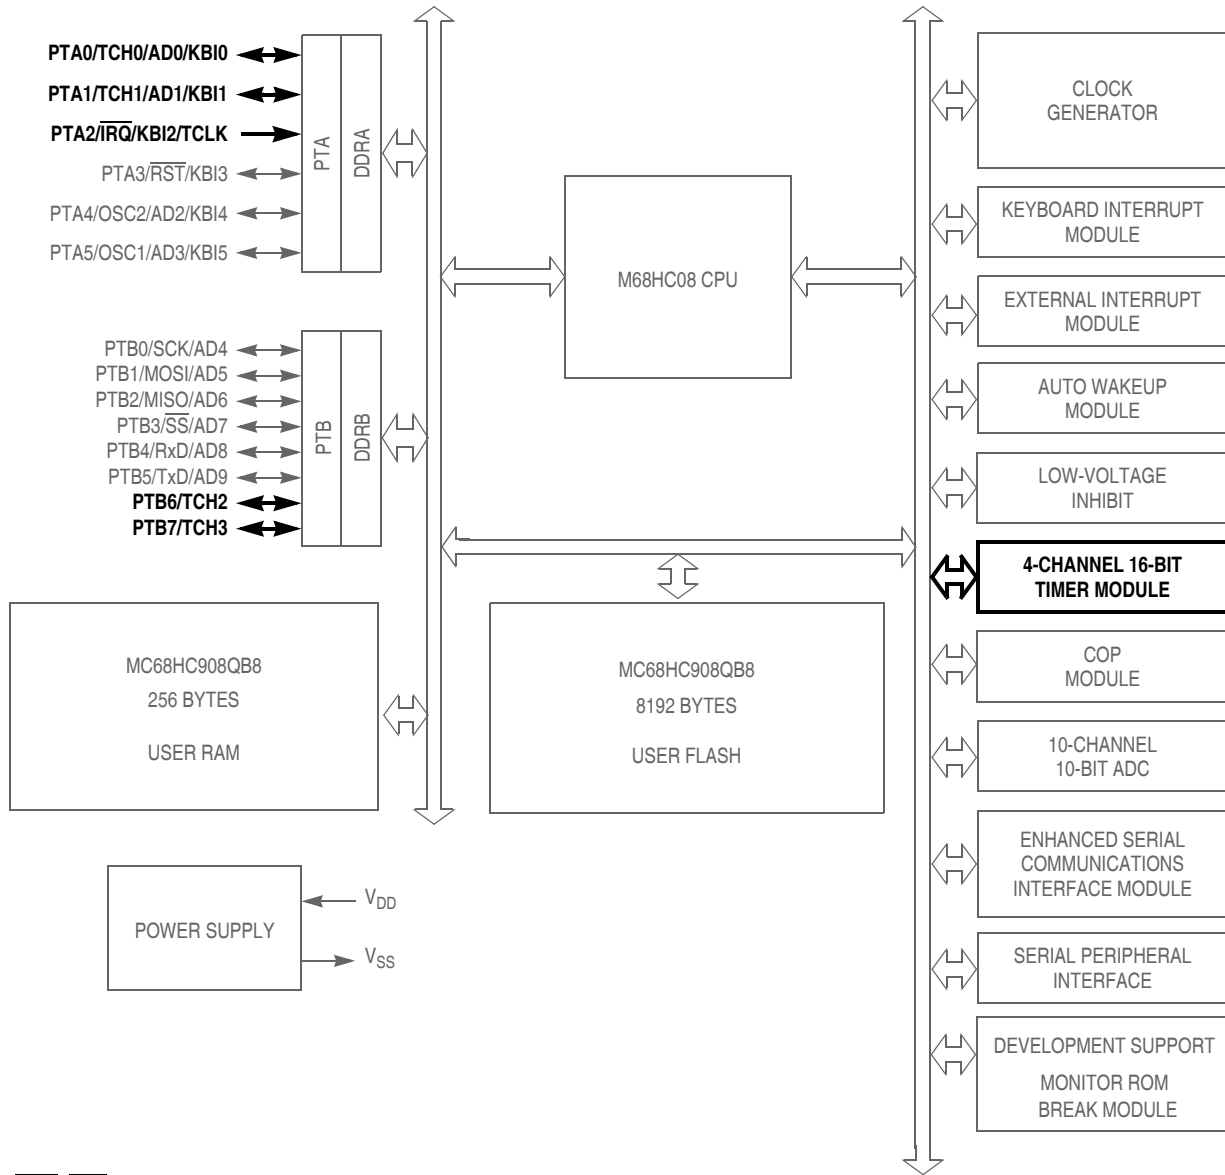 PTA0/TCH0/AD0/KBI0
PTA1/TCH1/AD1/KBI1
PTA2/IRQ/KBI2/TCLK
PTA3/RST/KBI3
PTA4/OSC2/AD2/KBI4
PTA5/OSC1/AD3/KBI5
PTA
DDRA
PTB0/SCK/AD4
PTB1/MOSI/AD5
PTB2/MISO/AD6
PTB3/SS/AD7
PTB4/RxD/AD8
PTB5/TxD/AD9
PTB6/TCH2
PTB7/TCH3
PTB
DDRB
M68HC08 CPU
MC68HC908QB8
256 BYTES
USER RAM
MC68HC908QB8
8192 BYTES
USER FLASH
POWER SUPPLY
VDD
VSS
CLOCK
GENERATOR
KEYBOARD INTERRUPT
MODULE
EXTERNAL INTERRUPT
MODULE
AUTO WAKEUP
MODULE
LOW-VOLTAGE
INHIBIT
4-CHANNEL 16-BIT
TIMER MODULE
COP
MODULE
10-CHANNEL
10-BIT ADC
ENHANCED SERIAL
COMMUNICATIONS
INTERFACE MODULE
SERIAL PERIPHERAL
INTERFACE
DEVELOPMENT SUPPORT
MONITOR ROM
BREAK MODULE